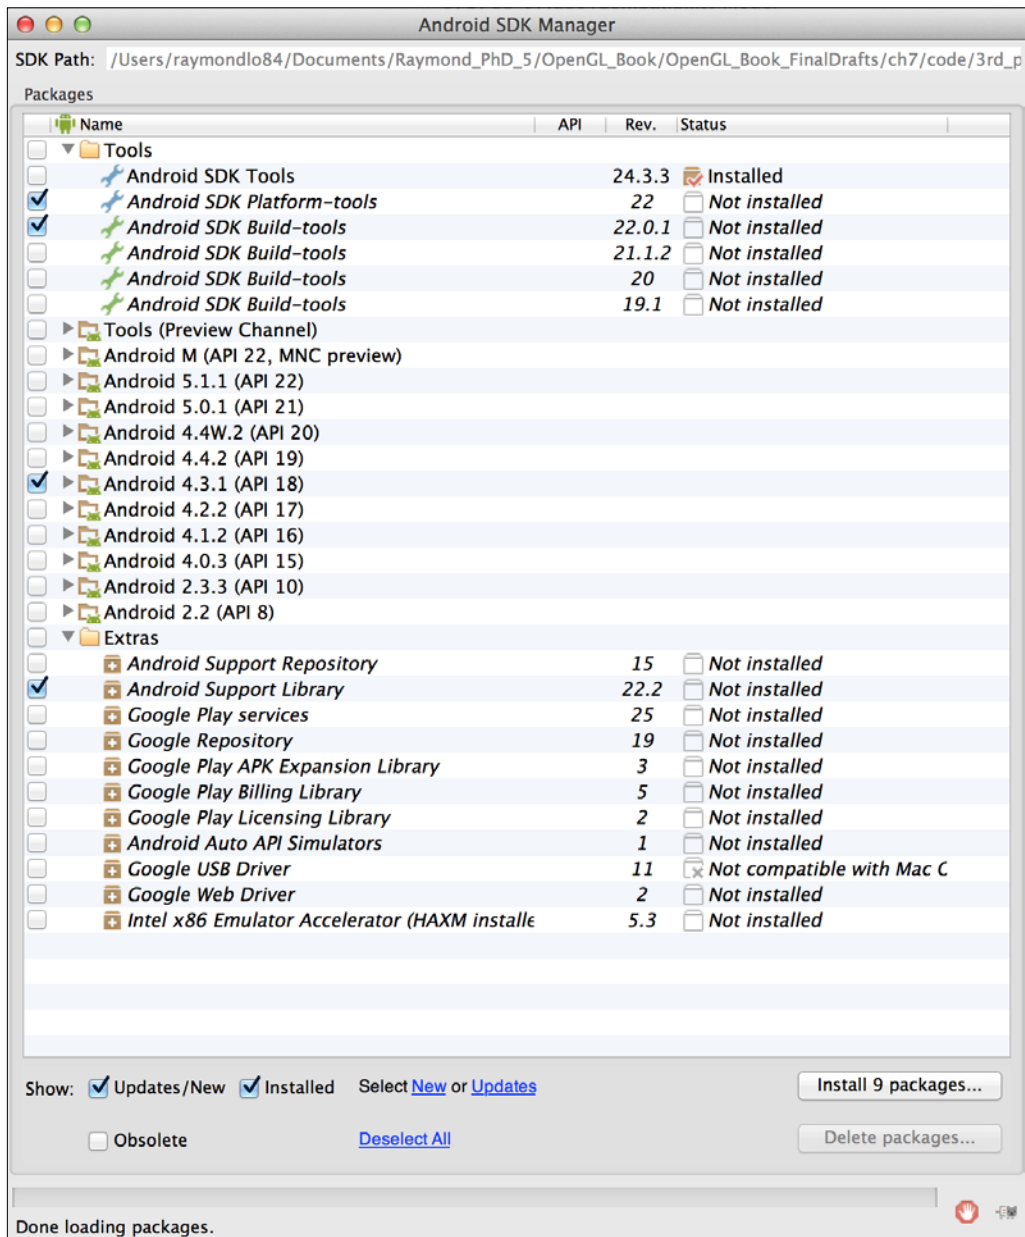 Android SDK Manager
SDK Path: /Users/raymondlo84/Documents/Raymond_PhD_5/OpenGL_Book/OpenGL_Book_FinalDrafts/ch7/code/3rd_p
Packages
Name API Rev. Status
Tools
Android SDK Tools 24.3.3 Installed
Android SDK Platform-tools 22 Not installed
Android SDK Build-tools 22.0.1 Not installed
Android SDK Build-tools 21.1.2 Not installed
Android SDK Build-tools 20 Not installed
Android SDK Build-tools 19.1 Not installed
Tools (Preview Channel)
Android M (API 22, MNC preview)
Android 5.1.1 (API 22)
Android 5.0.1 (API 21)
Android 4.4W.2 (API 20)
Android 4.4.2 (API 19)
Android 4.3.1 (API 18)
Android 4.2.2 (API 17)
Android 4.1.2 (API 16)
Android 4.0.3 (API 15)
Android 2.3.3 (API 10)
Android 2.2 (API 8)
Extras
Android Support Repository 15 Not installed
Android Support Library 22.2 Not installed
Google Play services 25 Not installed
Google Repository 19 Not installed
Google Play APK Expansion Library 3 Not installed
Google Play Billing Library 5 Not installed
Google Play Licensing Library 2 Not installed
Android Auto API Simulators 1 Not installed
Google USB Driver 11 Not compatible with Mac O
Google Web Driver 2 Not installed
Intel x86 Emulator Accelerator (HAXM installe 5.3 Not installed
Show: Updates/New Installed Select New or Updates Install 9 packages...
Obsolete Deselect All Delete packages...
Done loading packages.